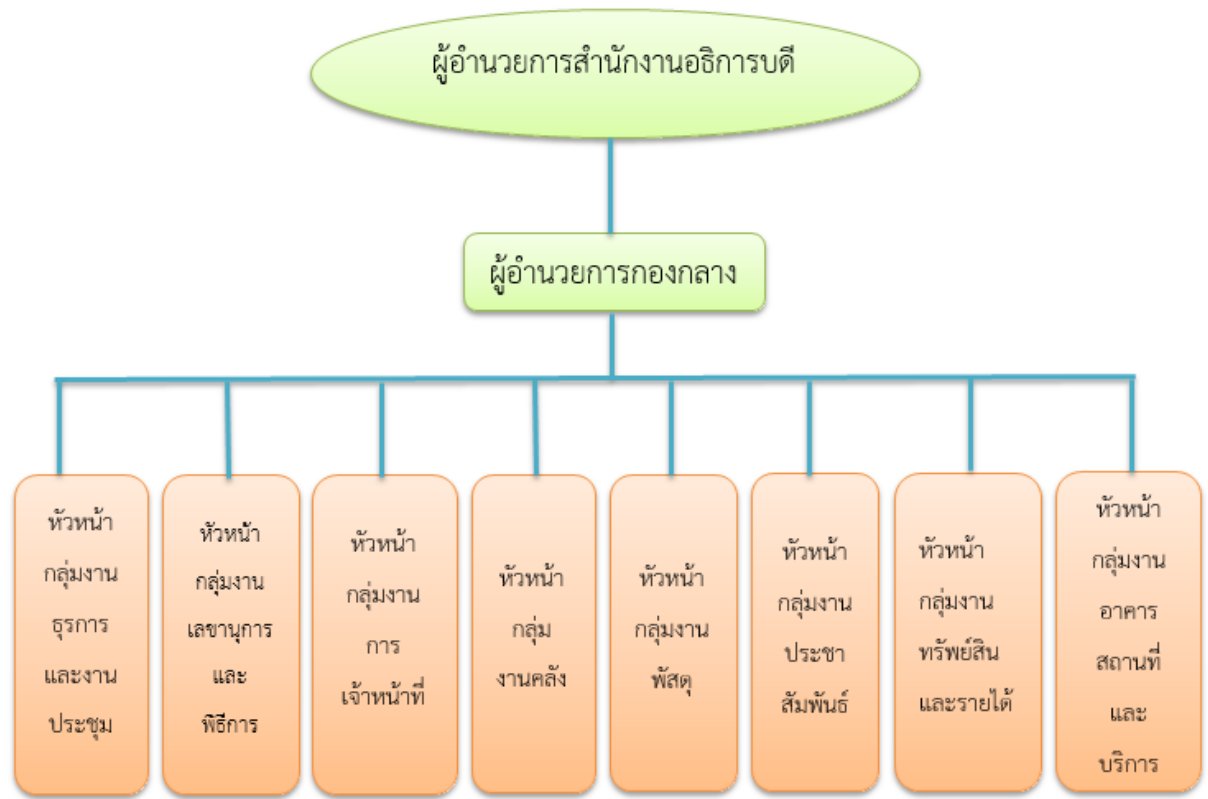 ผู้อำนวยการสำนักงานอธิการบดี
ผู้อำนวยการกองกลาง
หัวหน้า
กลุ่มงาน
ธุรการ
และงาน
ประชุม
หัวหน้า
กลุ่มงาน
เลขานุการ
และ
พิธีการ
หัวหน้า
กลุ่มงาน
การ
เจ้าหน้าที่
หัวหน้า
กลุ่ม
งานคลัง
หัวหน้า
กลุ่มงาน
พัสดุ
หัวหน้า
กลุ่มงาน
ประชา
สัมพันธ์
หัวหน้า
กลุ่มงาน
ทรัพย์สิน
และรายได้
หัวหน้า
กลุ่มงาน
อาคาร
สถานที่
และ
บริการ